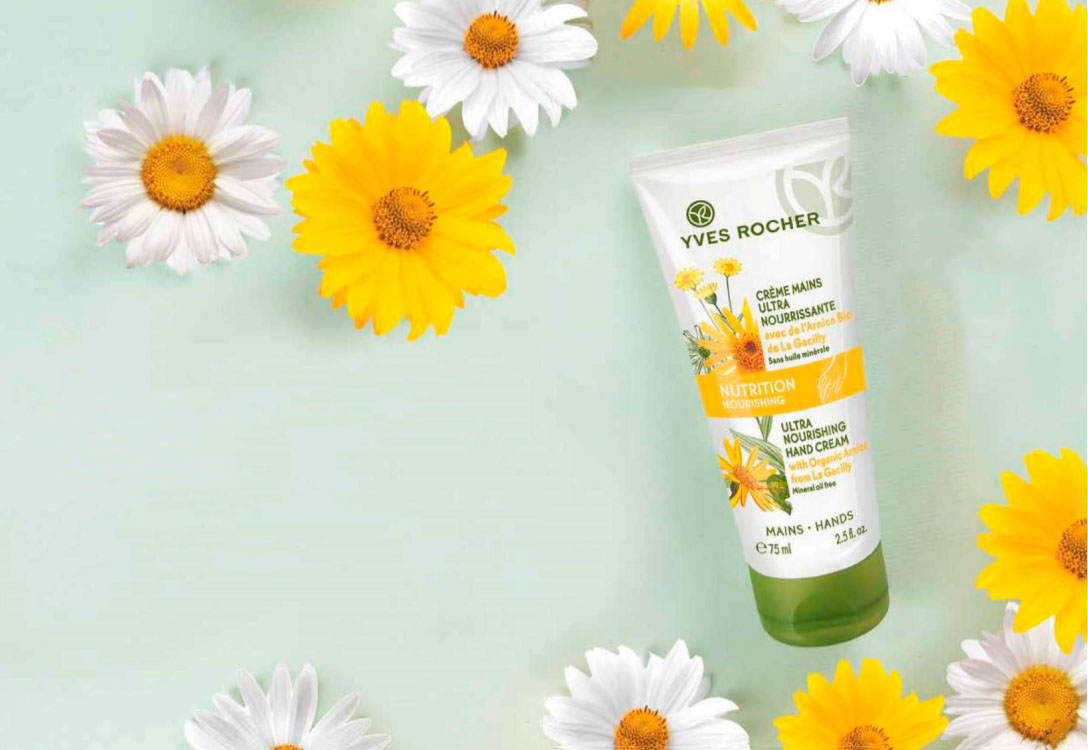 YVES ROCHER
CRÈME MAINS
ULTRA
NOURRISSANTE
avec de l'Arnica Bio
de La Gacilly
Sans huile minérale
NUTRITION
NOURISHING
ULTRA
NOURISHING
HAND CREAM
with Organic Arnica
from La Gacilly
Mineral oil free
MAINS • HANDS
℮ 75 ml 2.5 fl. oz.